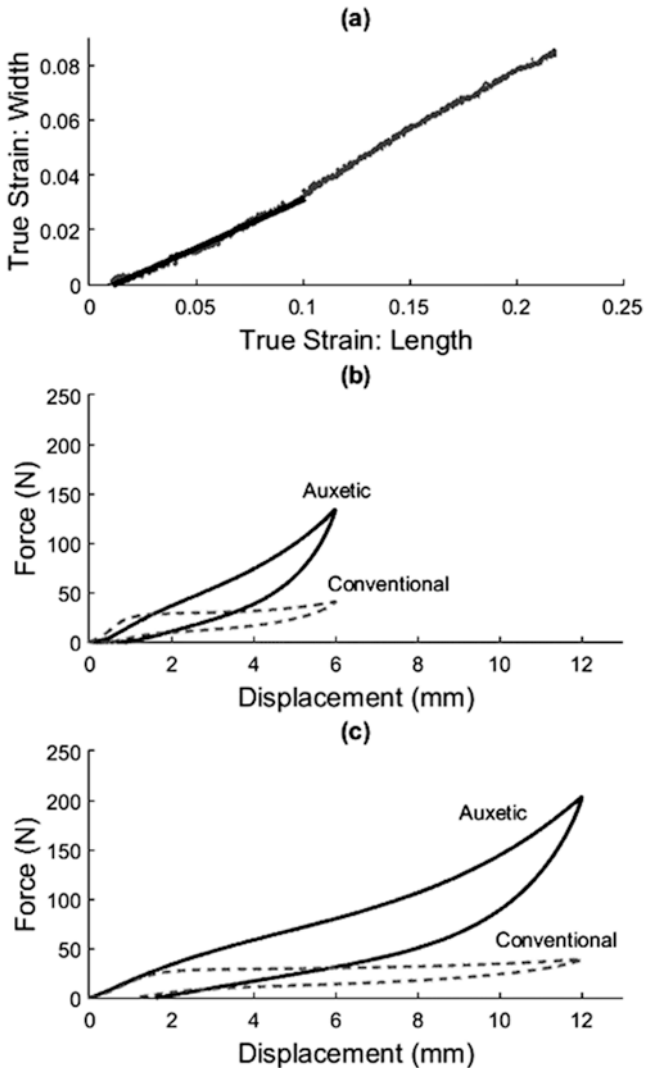 (a)
True Strain: Width
0.08
0.06
0.04
0.02
0
0 0.05 0.1 0.15 0.2 0.25
True Strain: Length
(b)
Force (N)
250
200
150
100
50
0
Auxetic
Conventional
0 2 4 6 8 10 12
Displacement (mm)
(c)
Force (N)
250
200
150
100
50
0
Auxetic
Conventional
0 2 4 6 8 10 12
Displacement (mm)